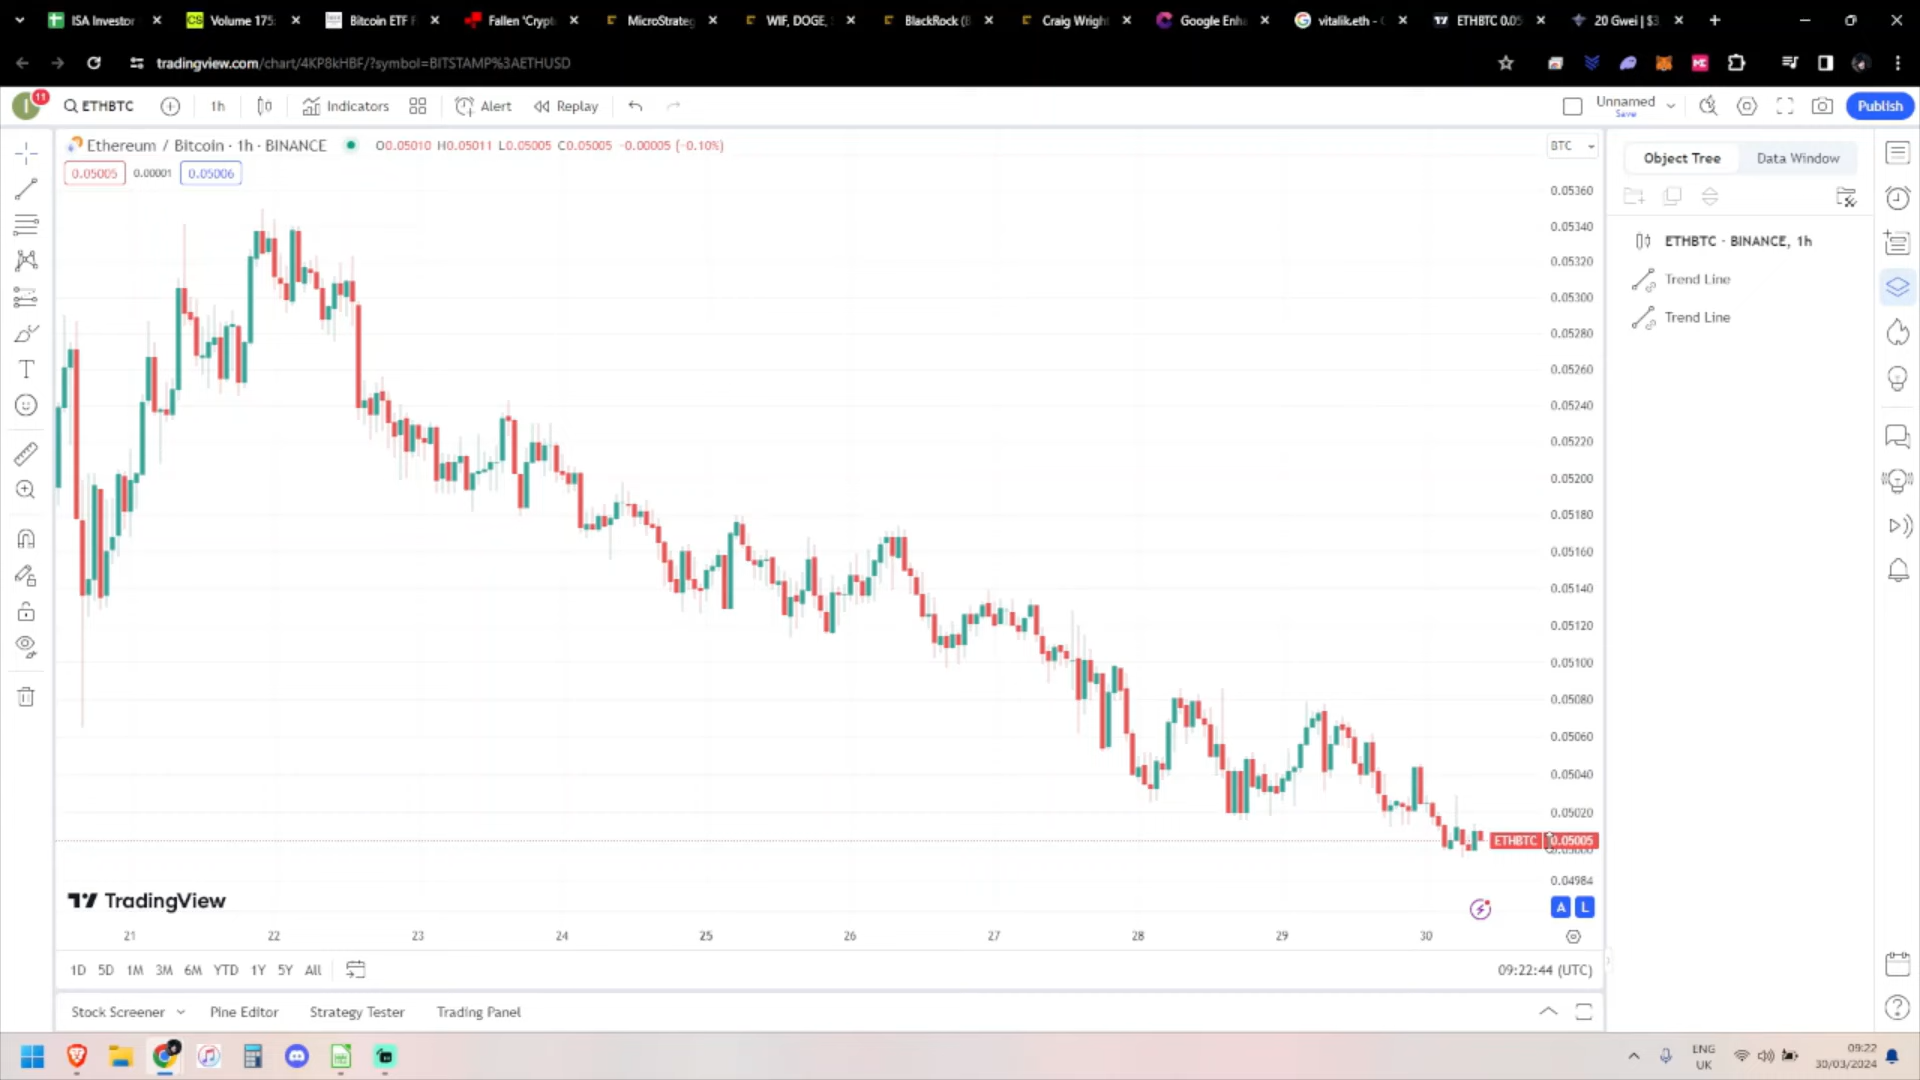 ISA Investor
Volume 175:
Bitcoin ETF F
Fallen 'Crypt
MicroStrateg
WIF, DOGE,
BlackRock (B
Craig Wright
Google Enha
vitalik.eth -
ETHBTC 0.05
20 Gwei | $3
tradingview.com/chart/4KP8kHBF/?symbol=BITSTAMP%3AETHUSD
11
ETHBTC
1h
Indicators
Alert
Replay
Unnamed
Save
Publish
Ethereum / Bitcoin · 1h · BINANCE
O0.05010 H0.05011 L0.05005 C0.05005 -0.00005 (-0.10%)
BTC
0.05005
0.00001
0.05006
Object Tree
Data Window
ETHBTC · BINANCE, 1h
Trend Line
Trend Line
0.05360
0.05340
0.05320
0.05300
0.05280
0.05260
0.05240
0.05220
0.05200
0.05180
0.05160
0.05140
0.05120
0.05100
0.05080
0.05060
0.05040
0.05020
ETHBTC 0.05005
0.05000
0.04984
TradingView
A L
21 22 23 24 25 26 27 28 29 30
1D 5D 1M 3M 6M YTD 1Y 5Y All
09:22:44 (UTC)
Stock Screener
Pine Editor
Strategy Tester
Trading Panel
ENG
UK
09:22
30/03/2024